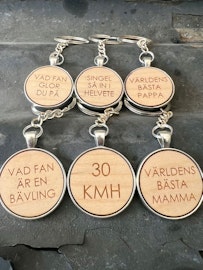 VAD FAN
GLOR
DU PÅ
SINGEL
SÅ IN I
HELVETE
VÄRLDENS
BÄSTA
PAPPA
VAD FAN
ÄR EN
BÄVLING
30
KMH
VÄRLDENS
BÄSTA
MAMMA